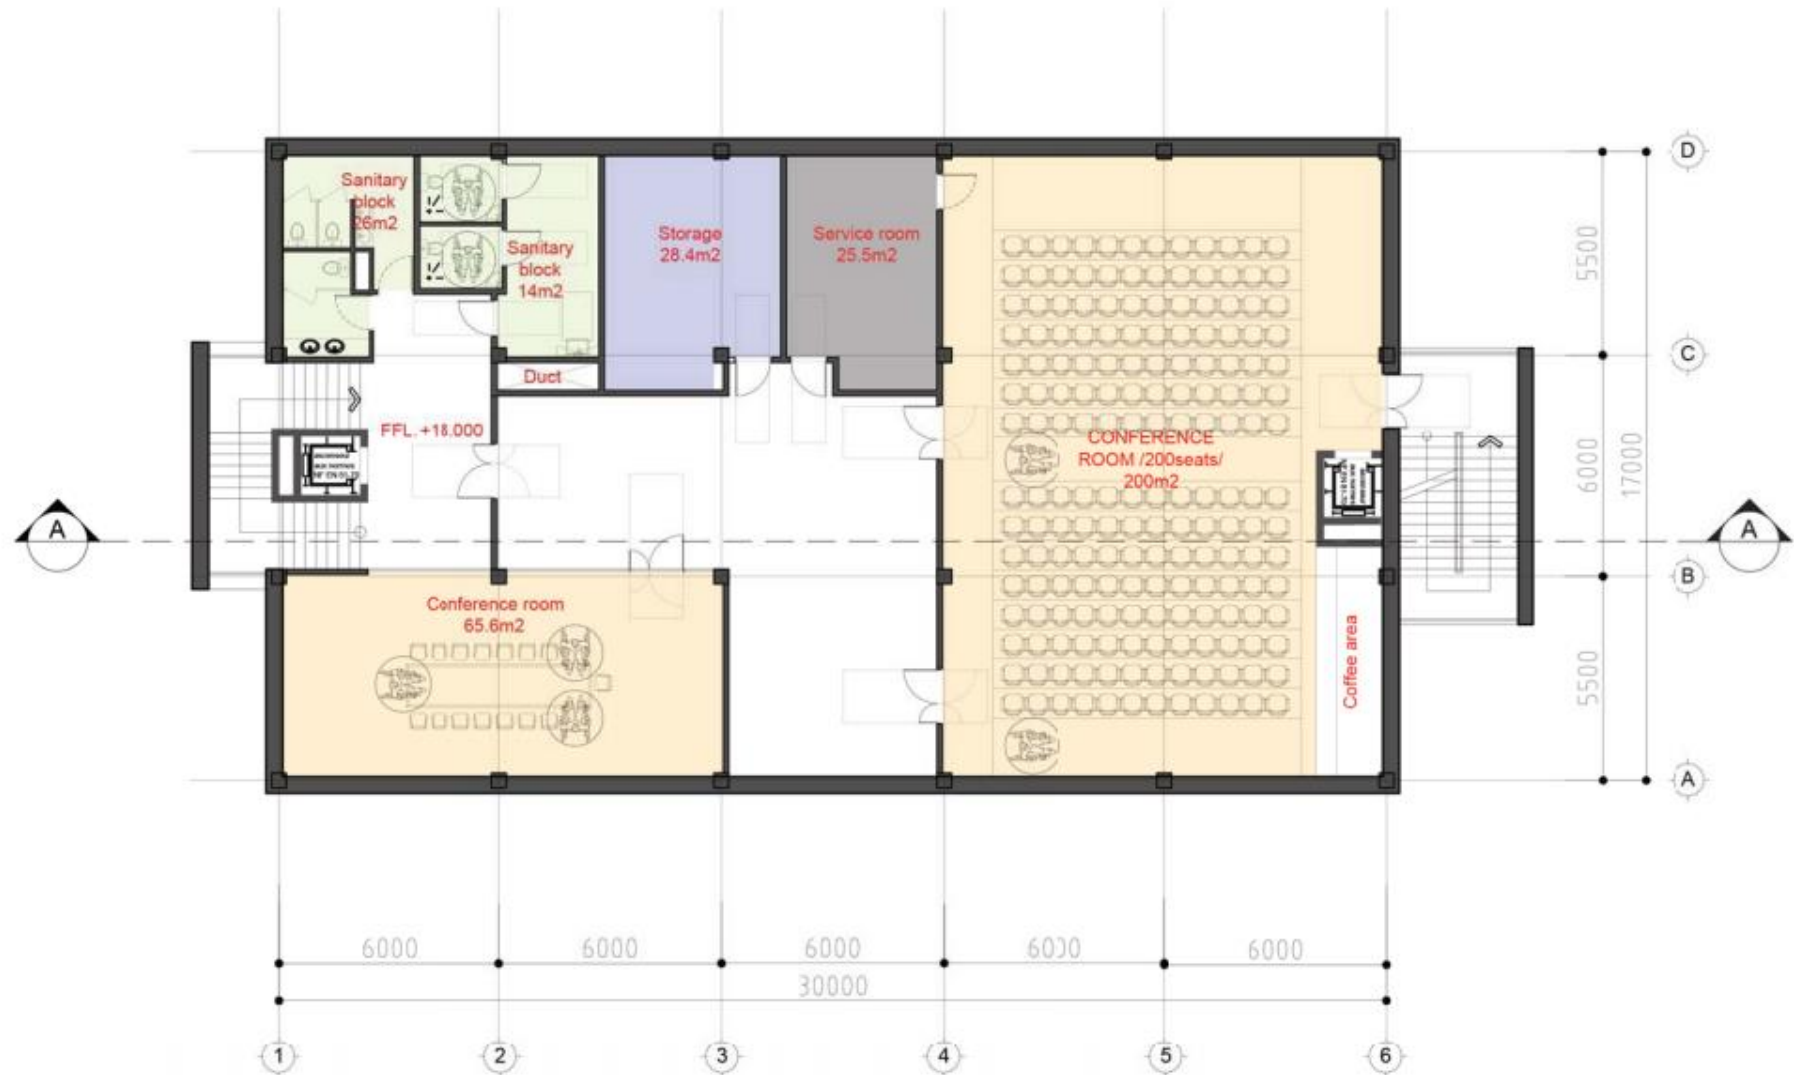 D
Sanitary
block
26m2
Sanitary
block
14m2
Storage
28.4m2
Service room
25.5m2
5500
C
Duct
FFL. +18.000
CONFERENCE
ROOM /200seats/
200m2
6000
17000
A
A
B
Conference room
65.6m2
Coffee area
5500
A
6000
6000
6000
6000
6000
30000
1
2
3
4
5
6